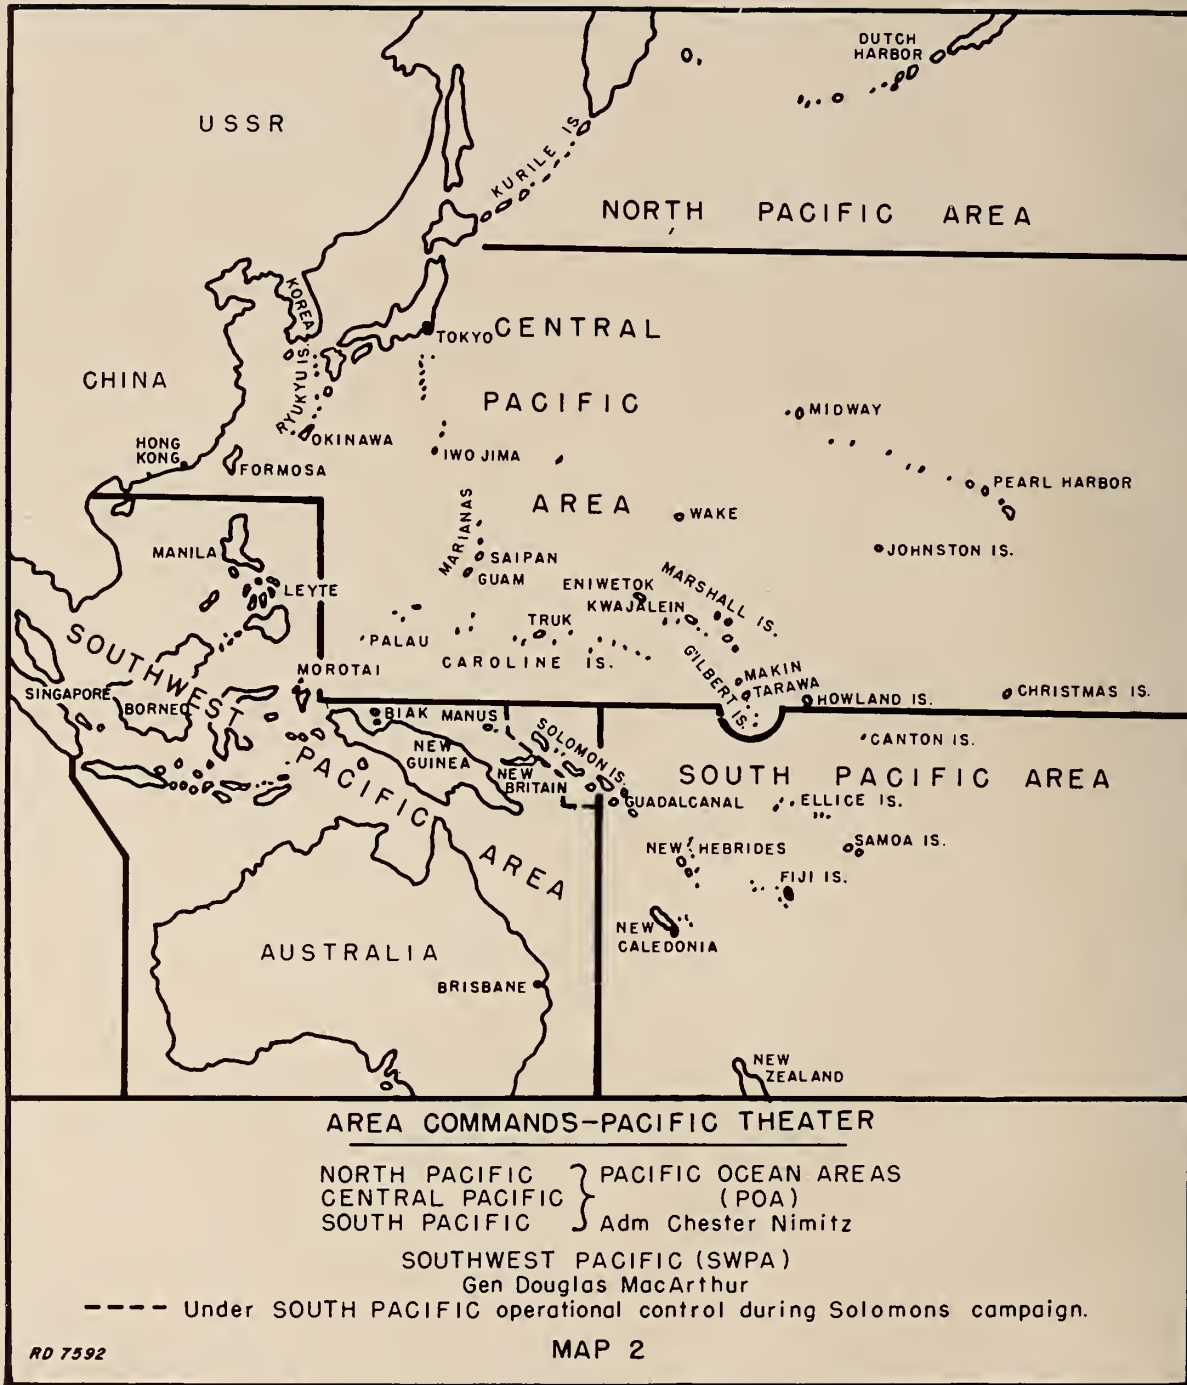 DUTCH
HARBOR
USSR
KURILE IS
NORTH PACIFIC AREA
KOREA
TOKYO
CENTRAL
PACIFIC
AREA
CHINA
RYUKYU IS.
OKINAWA
HONG
KONG
FORMOSA
IWO JIMA
MIDWAY
PEARL HARBOR
WAKE
JOHNSTON IS.
MARIANAS
SAIPAN
GUAM
MANILA
LEYTE
ENIWETOK
KWAJALEIN
MARSHALL IS.
TRUK
PALAU
CAROLINE IS.
GILBERT IS.
MAKIN
TARAWA
HOWLAND IS.
CHRISTMAS IS.
CANTON IS.
SOUTHWEST
PACIFIC
AREA
MOROTAI
SINGAPORE
BORNEO
BIAK
MANUS
NEW
GUINEA
NEW
BRITAIN
SOLOMON IS.
GUADALCANAL
SOUTH PACIFIC AREA
ELLICE IS.
NEW HEBRIDES
SAMOA IS.
FIJI IS.
NEW
CALEDONIA
AUSTRALIA
BRISBANE
NEW
ZEALAND
AREA COMMANDS-PACIFIC THEATER
NORTH PACIFIC } PACIFIC OCEAN AREAS
CENTRAL PACIFIC (POA)
SOUTH PACIFIC Adm Chester Nimitz
SOUTHWEST PACIFIC (SWPA)
Gen Douglas MacArthur
---- Under SOUTH PACIFIC operational control during Solomons campaign.
RD 7592
MAP 2